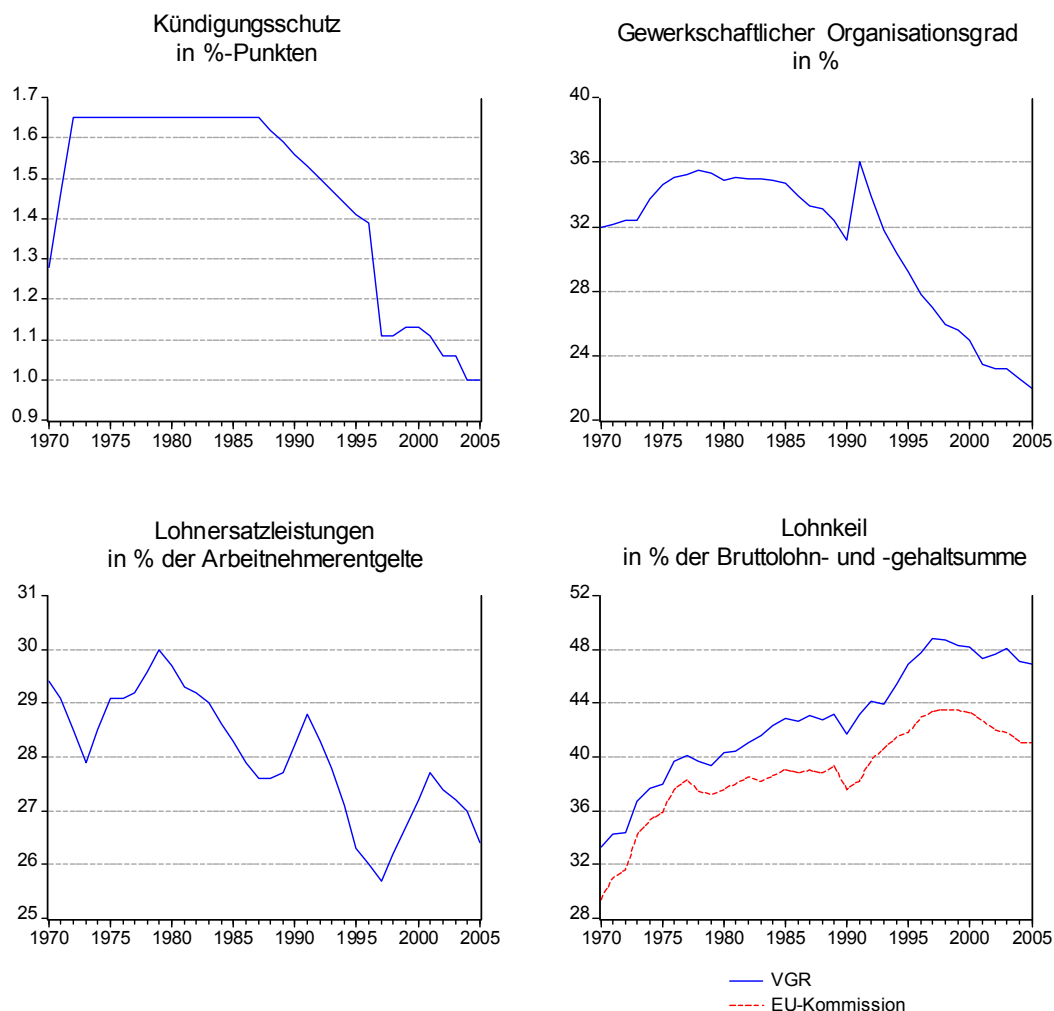 Kündigungsschutz
in %-Punkten
1.7
1.6
1.5
1.4
1.3
1.2
1.1
1.0
0.9
1970 1975 1980 1985 1990 1995 2000 2005
Gewerkschaftlicher Organisationsgrad
in %
40
36
32
28
24
20
1970 1975 1980 1985 1990 1995 2000 2005
Lohnersatzleistungen
in % der Arbeitnehmerentgelte
31
30
29
28
27
26
25
1970 1975 1980 1985 1990 1995 2000 2005
Lohnkeil
in % der Bruttolohn- und -gehaltsumme
52
48
44
40
36
32
28
1970 1975 1980 1985 1990 1995 2000 2005
VGR
EU-Kommission